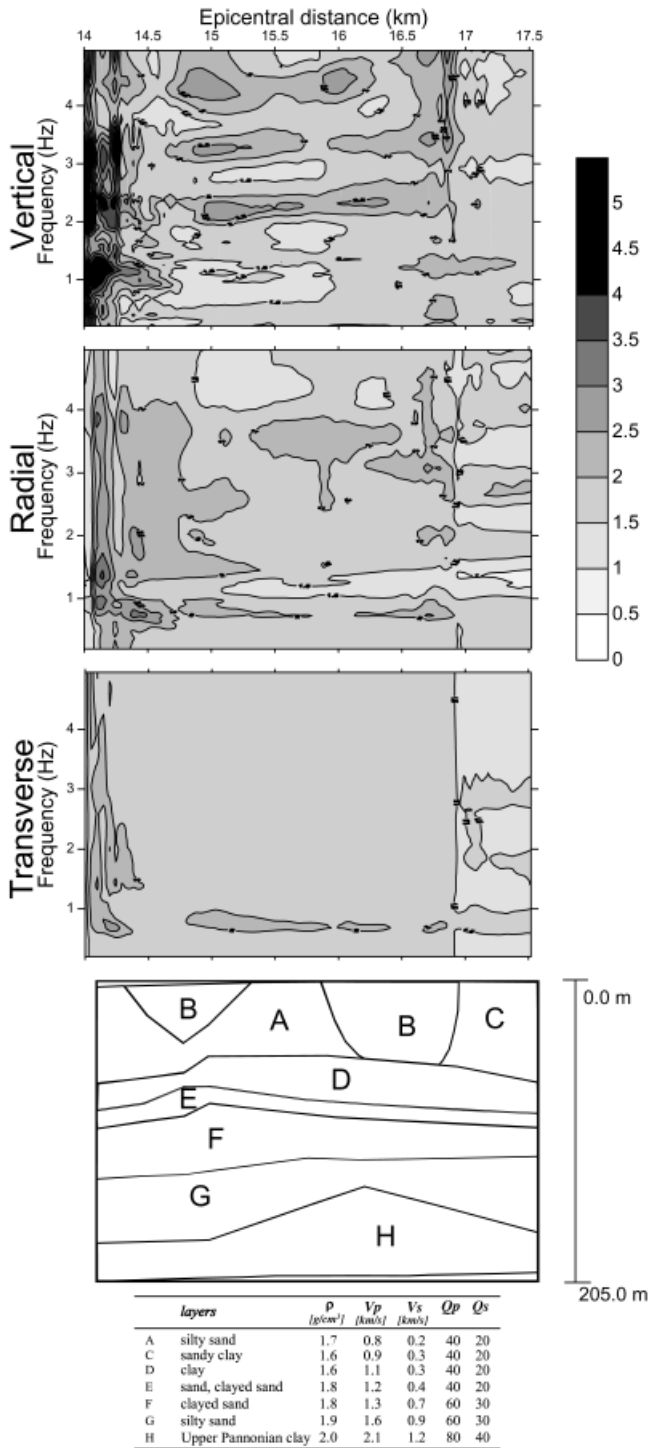 Epicentral distance (km)
14 14.5 15 15.5 16 16.5 17 17.5
Vertical
Frequency (Hz)
4
3
2
1
Radial
Frequency (Hz)
4
3
2
1
Transverse
Frequency (Hz)
4
3
2
1
5
4.5
4
3.5
3
2.5
2
1.5
1
0.5
0
B
A
B
C
D
E
F
G
H
0.0 m
205.0 m
layers ρ Vp Vs Qp Qs
[g/cm³] [km/s] [km/s]
A silty sand 1.7 0.8 0.2 40 20
C sandy clay 1.6 0.9 0.3 40 20
D clay 1.6 1.1 0.3 40 20
E sand, clayed sand 1.8 1.2 0.4 40 20
F clayed sand 1.8 1.3 0.7 60 30
G silty sand 1.9 1.6 0.9 60 30
H Upper Pannonian clay 2.0 2.1 1.2 80 40